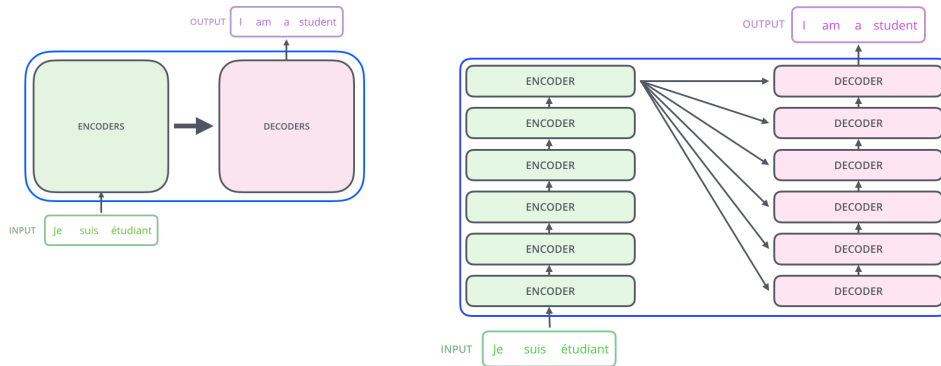 OUTPUT I am a student
ENCODERS DECODERS
INPUT Je suis étudiant
OUTPUT I am a student
ENCODER DECODER
ENCODER DECODER
ENCODER DECODER
ENCODER DECODER
ENCODER DECODER
ENCODER DECODER
INPUT Je suis étudiant